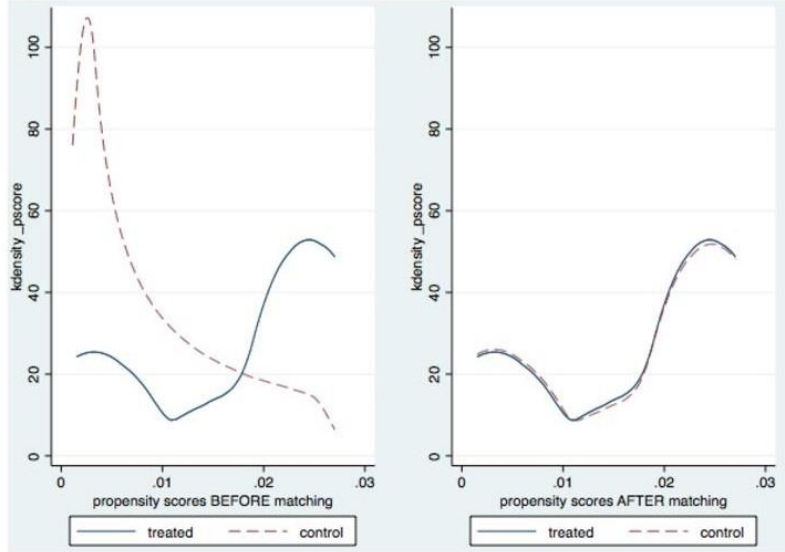 kdensity _pscore
100
80
60
40
20
0
0 .01 .02 .03
propensity scores BEFORE matching
treated control
kdensity _pscore
100
80
60
40
20
0
0 .01 .02 .03
propensity scores AFTER matching
treated control